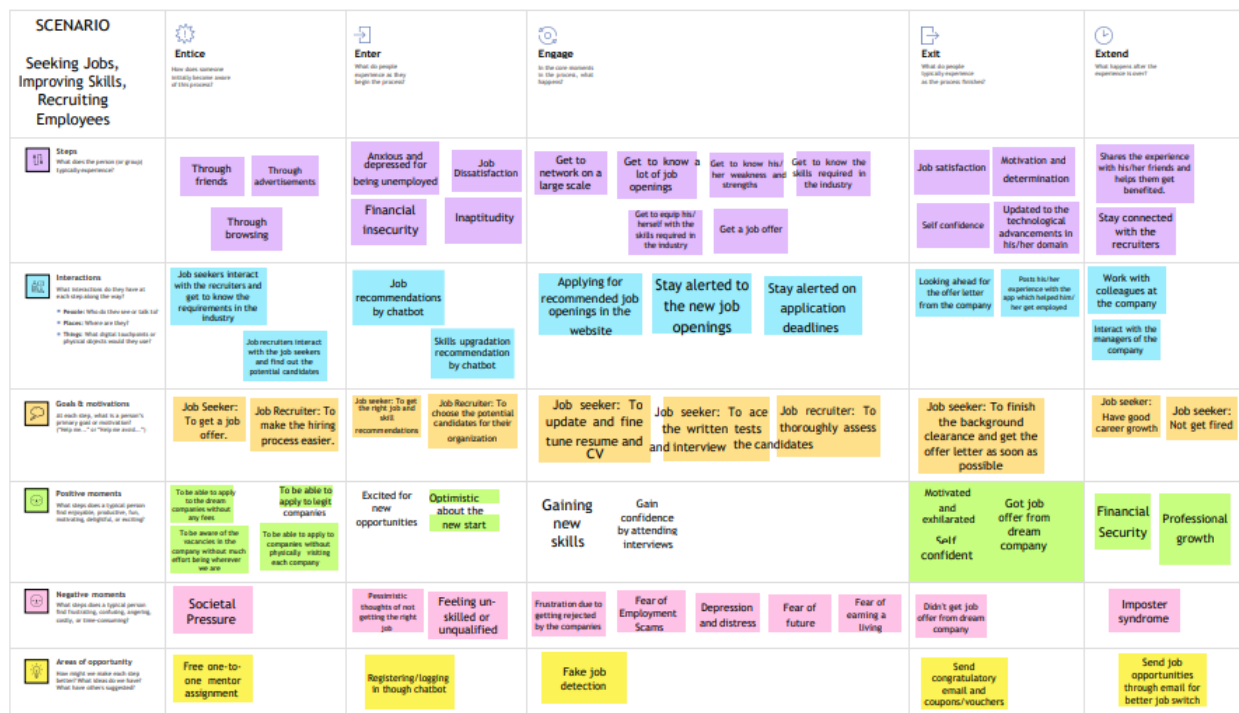 SCENARIO
Seeking Jobs,
Improving Skills,
Recruiting
Employees
Entice
How does someone
initially become aware
of this process?
Enter
What do people
experience as they
begin the process?
Engage
In the core moments
in the process, what
happens?
Exit
What do people
typically experience
as the process finishes?
Extend
What happens after the
experience is over?
Steps
What does the person (or group)
typically experience?
Through
friends
Through
advertisements
Through
browsing
Anxious and
depressed for
being unemployed
Job
Dissatisfaction
Financial
insecurity
Inaptitudity
Get to
network on a
large scale
Get to know a
lot of job
openings
Get to know his/
her weakness and
strengths
Get to know the
skills required in
the industry
Get to equip his/
herself with the
skills required in
the industry
Get a job offer
Job satisfaction
Motivation and
determination
Self confidence
Updated to the
technological
advancements in
his/her domain
Shares the experience
with his/her friends and
helps them get
benefited.
Stay connected
with the
recruiters
Interactions
What interactions do they have at
each step along the way?
People: Who do they see or talk to?
Places: Where are they?
Things: What digital touchpoints or
physical objects would they use?
Job seekers interact
with the recruiters and
get to know the
requirements in the
industry
Job recruiters interact
with the job seekers
and find out the
potential candidates
Job
recommendations
by chatbot
Skills upgradation
recommendation
by chatbot
Applying for
recommended job
openings in the
website
Stay alerted to
the new job
openings
Stay alerted on
application
deadlines
Looking ahead for
the offer letter
from the company
Posts his/her
experience with the
app which helped him/
her get employed
Work with
colleagues at
the company
Interact with the
managers of the
company
Goals & motivations
At each step, what is a person's
primary goal or motivation?
("Help me..." or "Help me avoid...")
Job Seeker:
To get a job
offer.
Job Recruiter: To
make the hiring
process easier.
Job seeker: To get
the right job and
skill
recommendations
Job Recruiter: To
choose the potential
candidates for their
organization
Job seeker: To
update and fine
tune resume and
CV
Job seeker: To ace
the written tests
and interview
Job recruiter: To
thoroughly assess
the candidates
Job seeker: To finish
the background
clearance and get the
offer letter as soon as
possible
Job seeker:
Have good
career growth
Job seeker:
Not get fired
Positive moments
What steps does a typical person
find enjoyable, productive, fun,
motivating, delightful, or exciting?
To be able to apply
to the dream
companies without
any fees
To be able to
apply to legit
companies
To be aware of the
vacancies in the
company without much
effort being wherever
we are
To be able to apply to
companies without
physically visiting
each company
Excited for
new
opportunities
Optimistic
about the
new start
Gaining
new
skills
Gain
confidence
by attending
interviews
Motivated
and
exhilarated
Self
confident
Got job
offer from
dream
company
Financial
Security
Professional
growth
Negative moments
What steps does a typical person
find frustrating, confusing, angering,
costly, or time-consuming?
Societal
Pressure
Pessimistic
thoughts of not
getting the right
job
Feeling un-
skilled or
unqualified
Frustration due to
getting rejected
by the companies
Fear of
Employment
Scams
Depression
and distress
Fear of
future
Fear of
earning a
living
Didn't get job
offer from dream
company
Imposter
syndrome
Areas of opportunity
How might we make each step
better? What ideas do we have?
What have others suggested?
Free one-to-
one mentor
assignment
Registering/logging
in though chatbot
Fake job
detection
Send
congratulatory
email and
coupons/vouchers
Send job
opportunities
through email for
better job switch